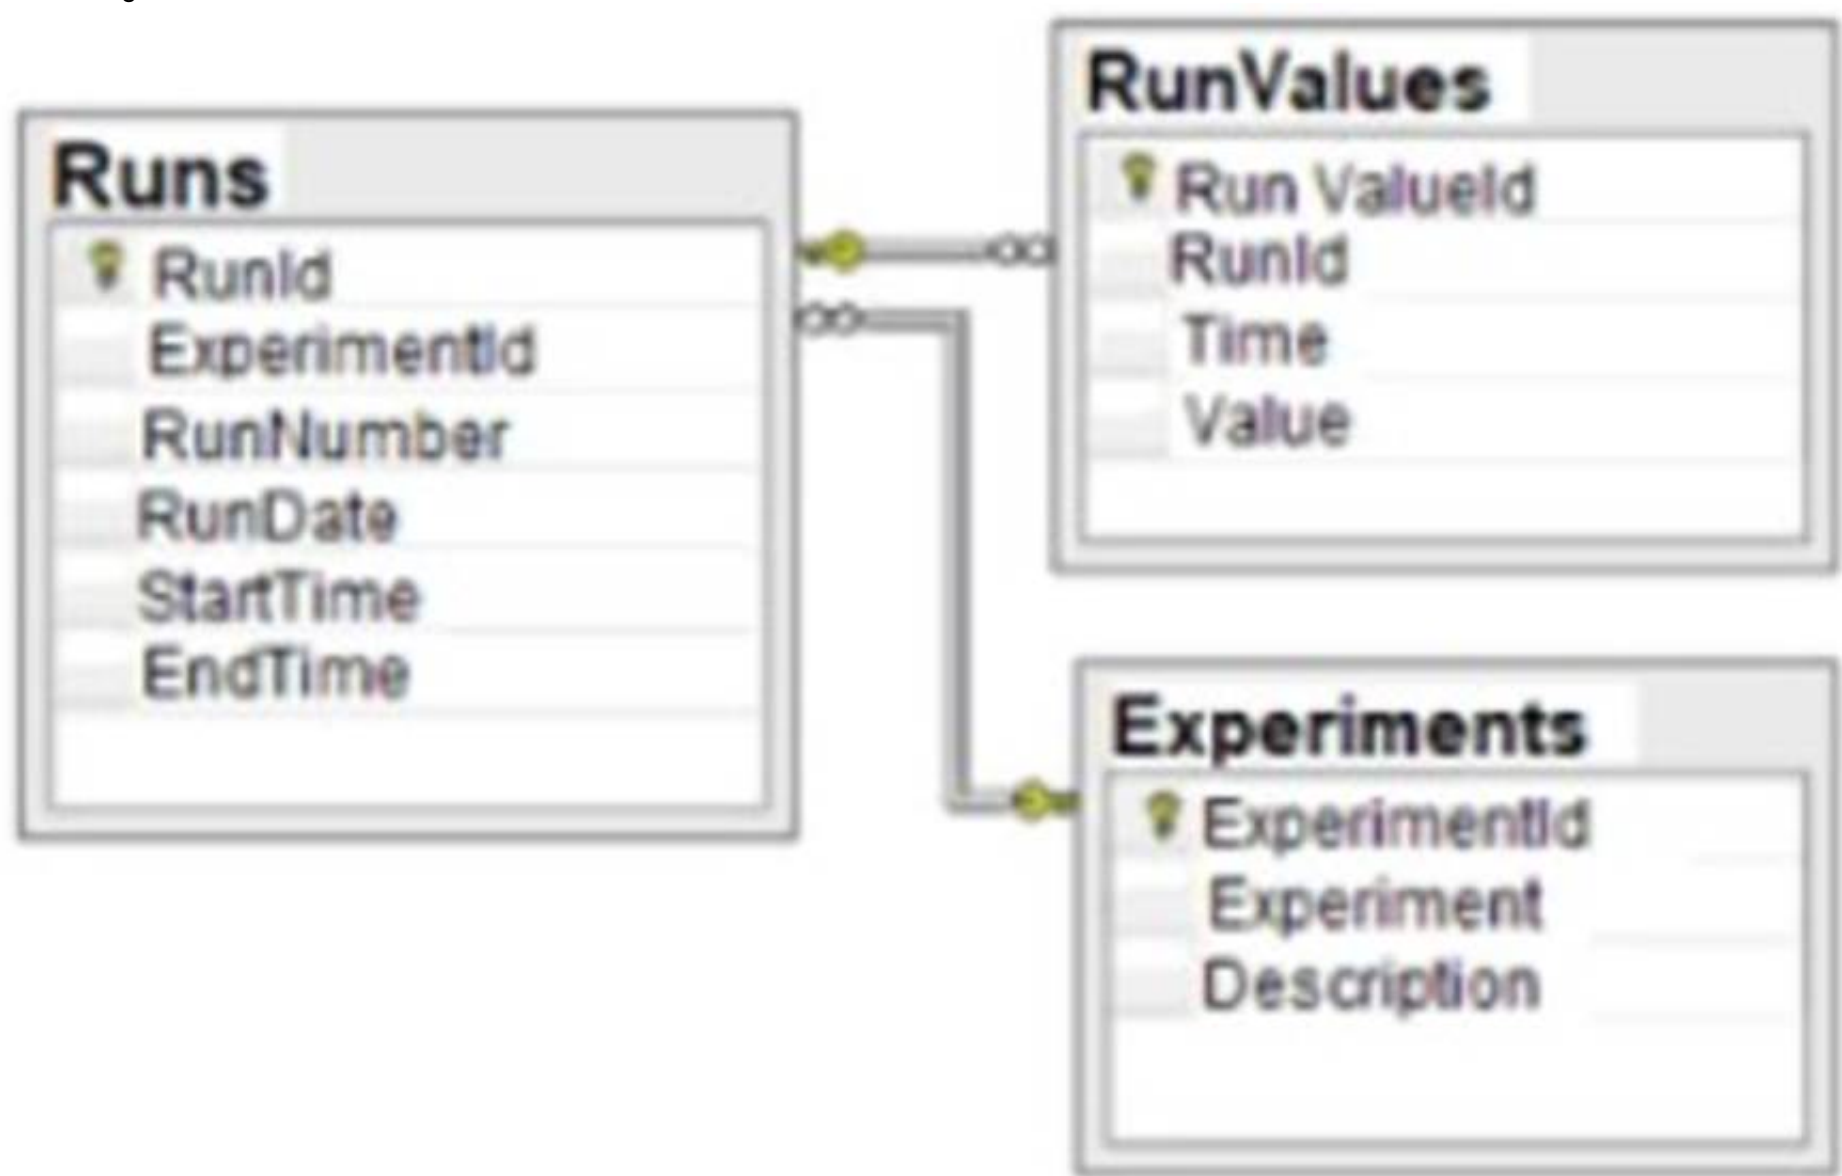 Runs
RunId
ExperimentId
RunNumber
RunDate
StartTime
EndTime
RunValues
Run ValueId
RunId
Time
Value
Experiments
ExperimentId
Experiment
Description